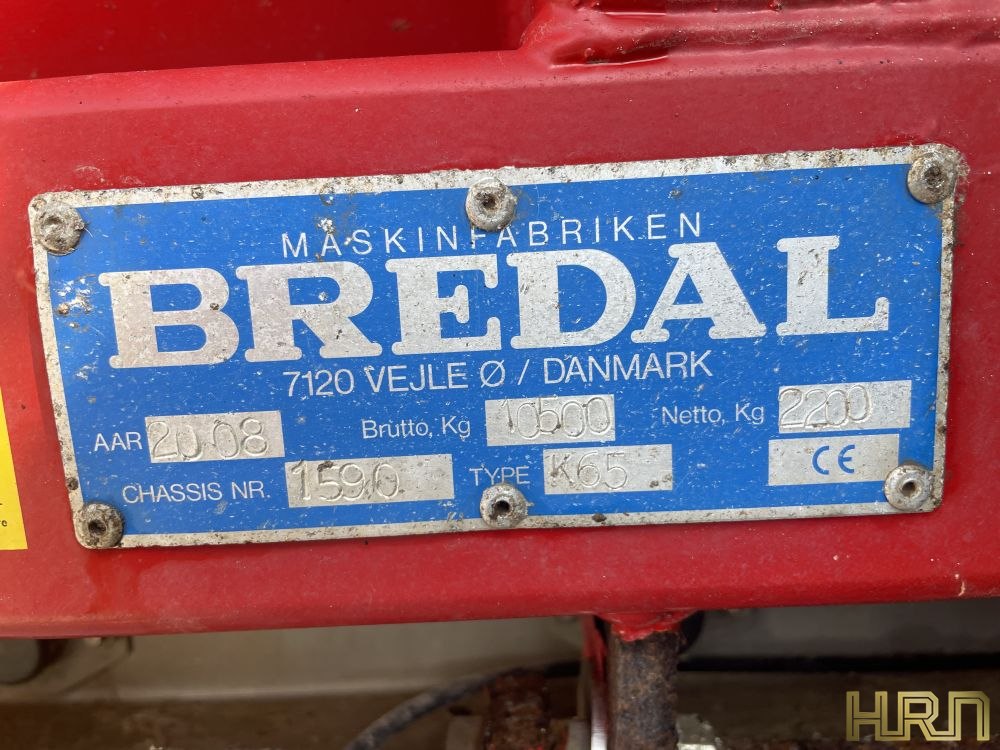 MASKINFABRIKEN
BREDAL
7120 VEJLE Ø / DANMARK
AAR 2008 Brutto, Kg 10500 Netto, Kg 2200
CHASSIS NR. 1590 TYPE K65 CE
HRN